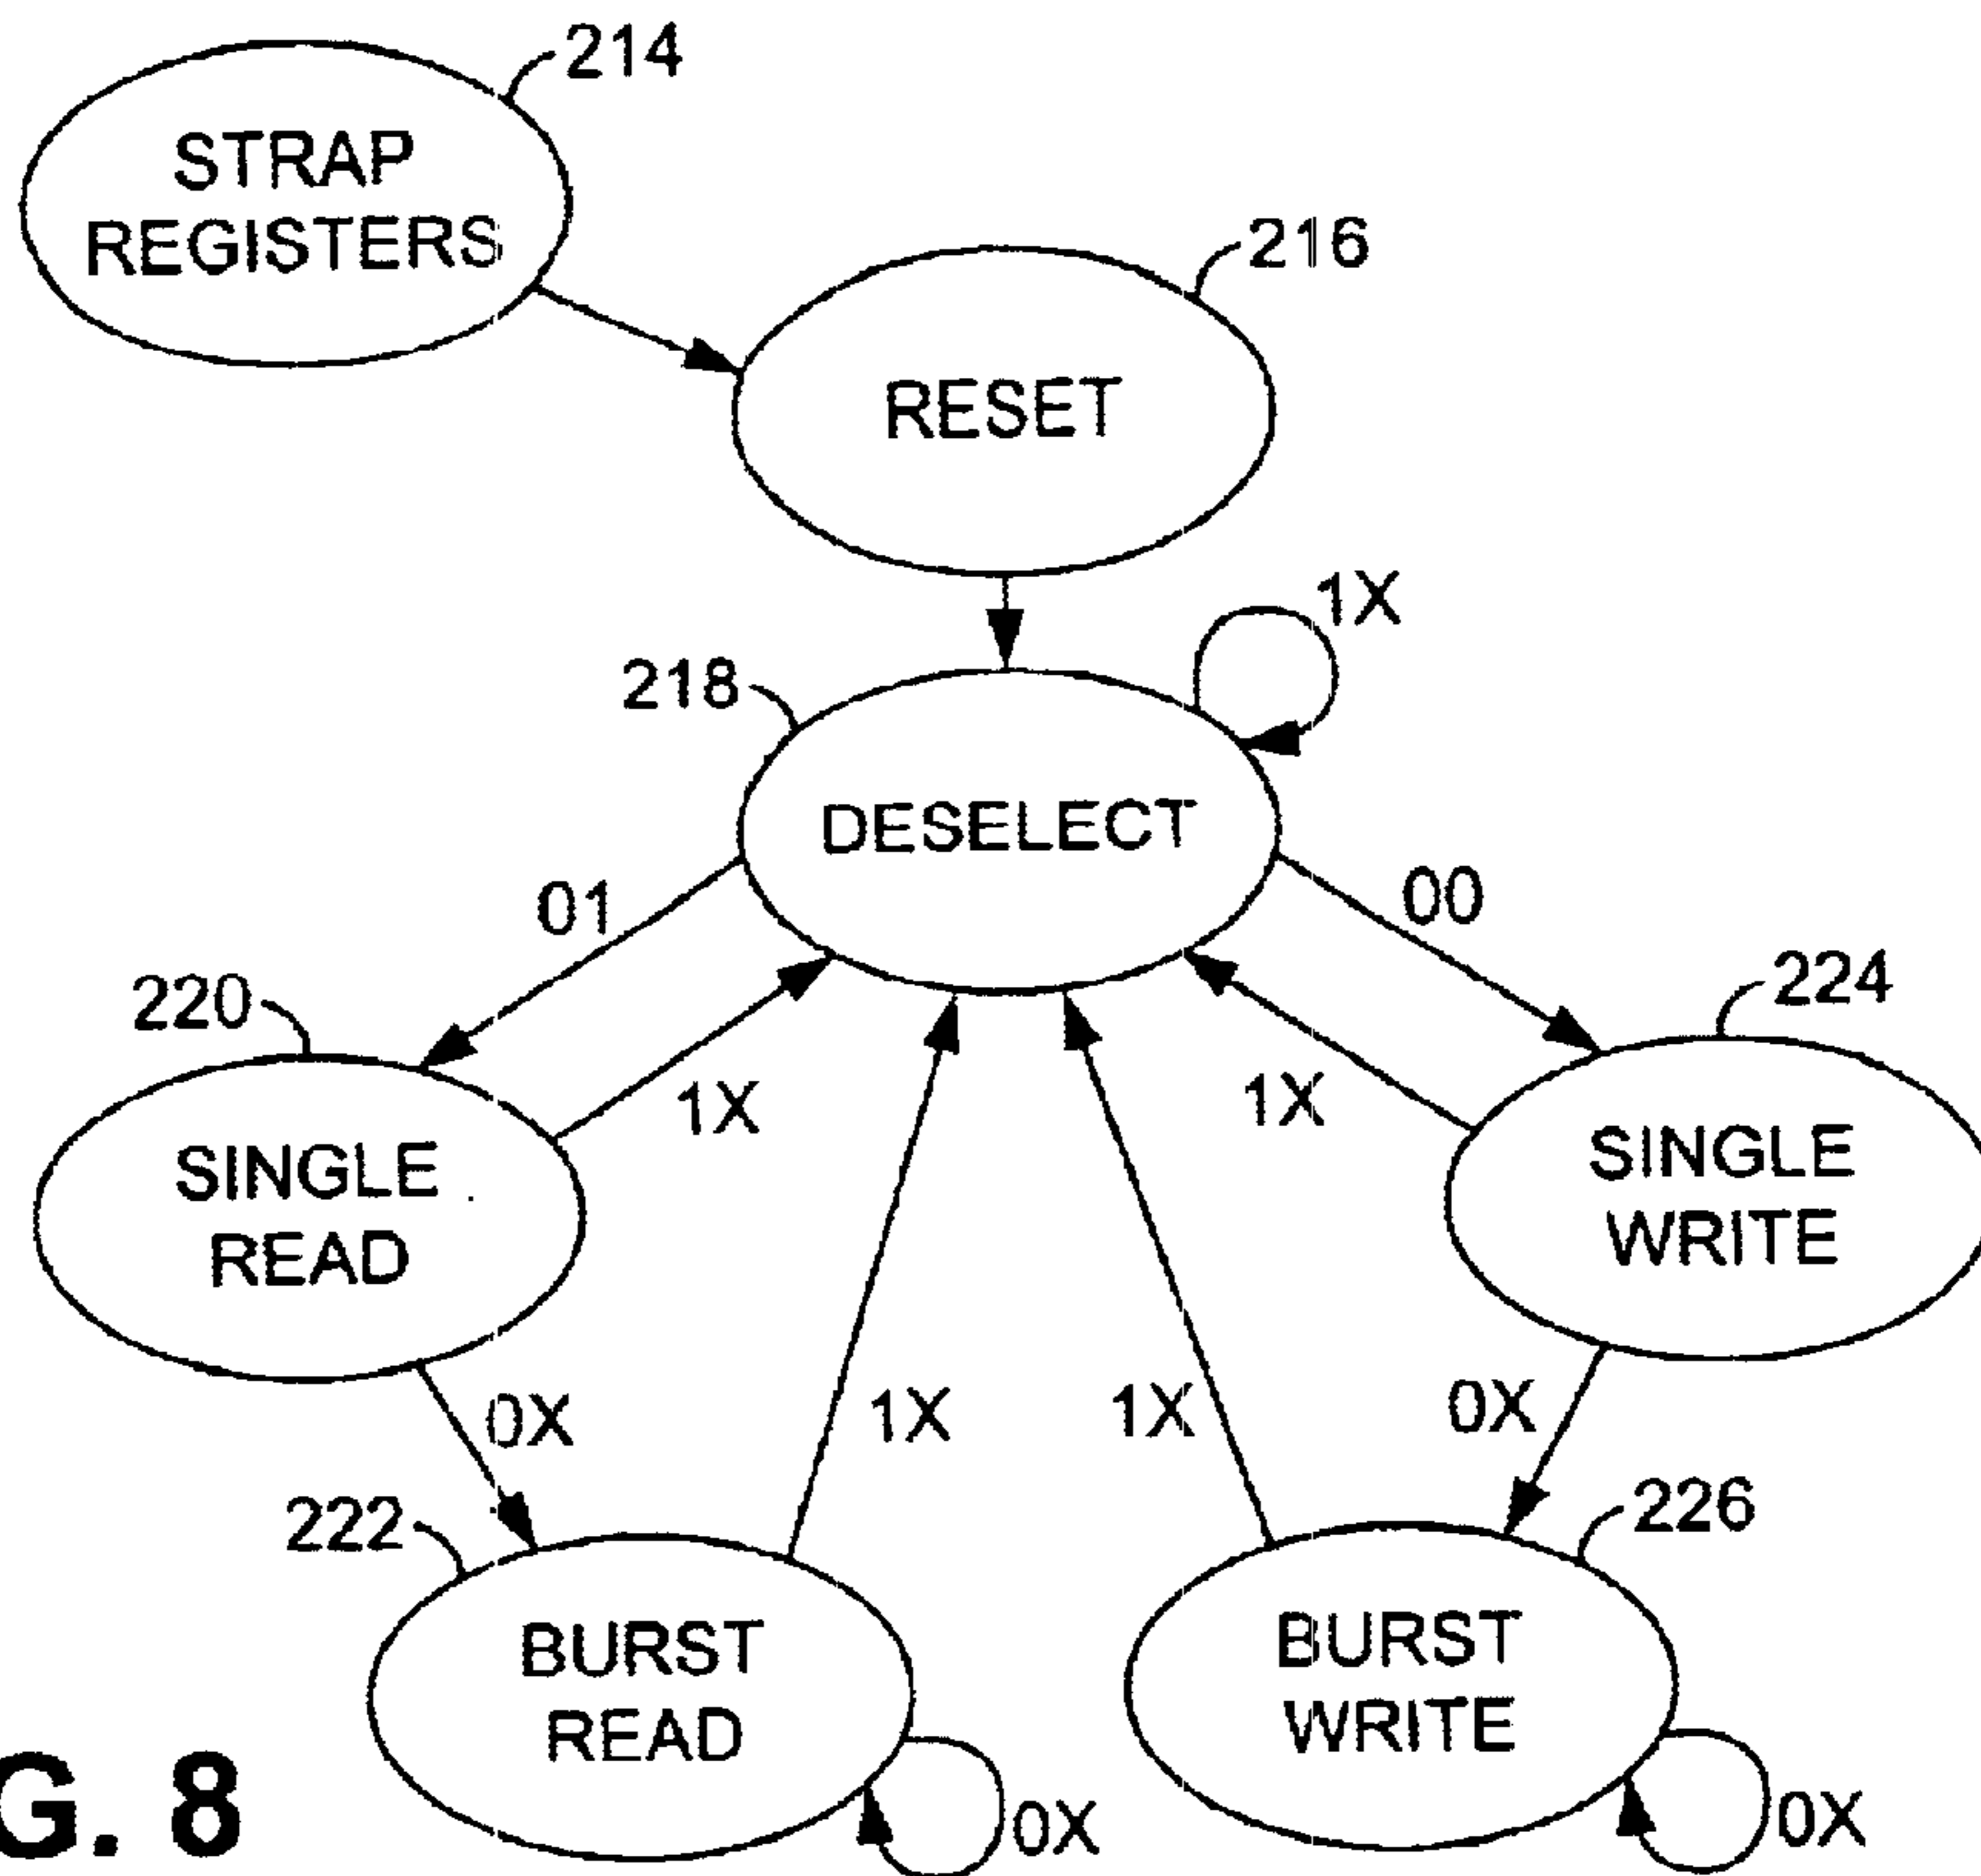 214
STRAP
REGISTERS
216
RESET
1X
218
DESELECT
01
00
220
224
1X
1X
SINGLE
READ
SINGLE
WRITE
0X
1X
1X
0X
222
226
BURST
READ
BURST
WRITE
0X
0X
G. 8